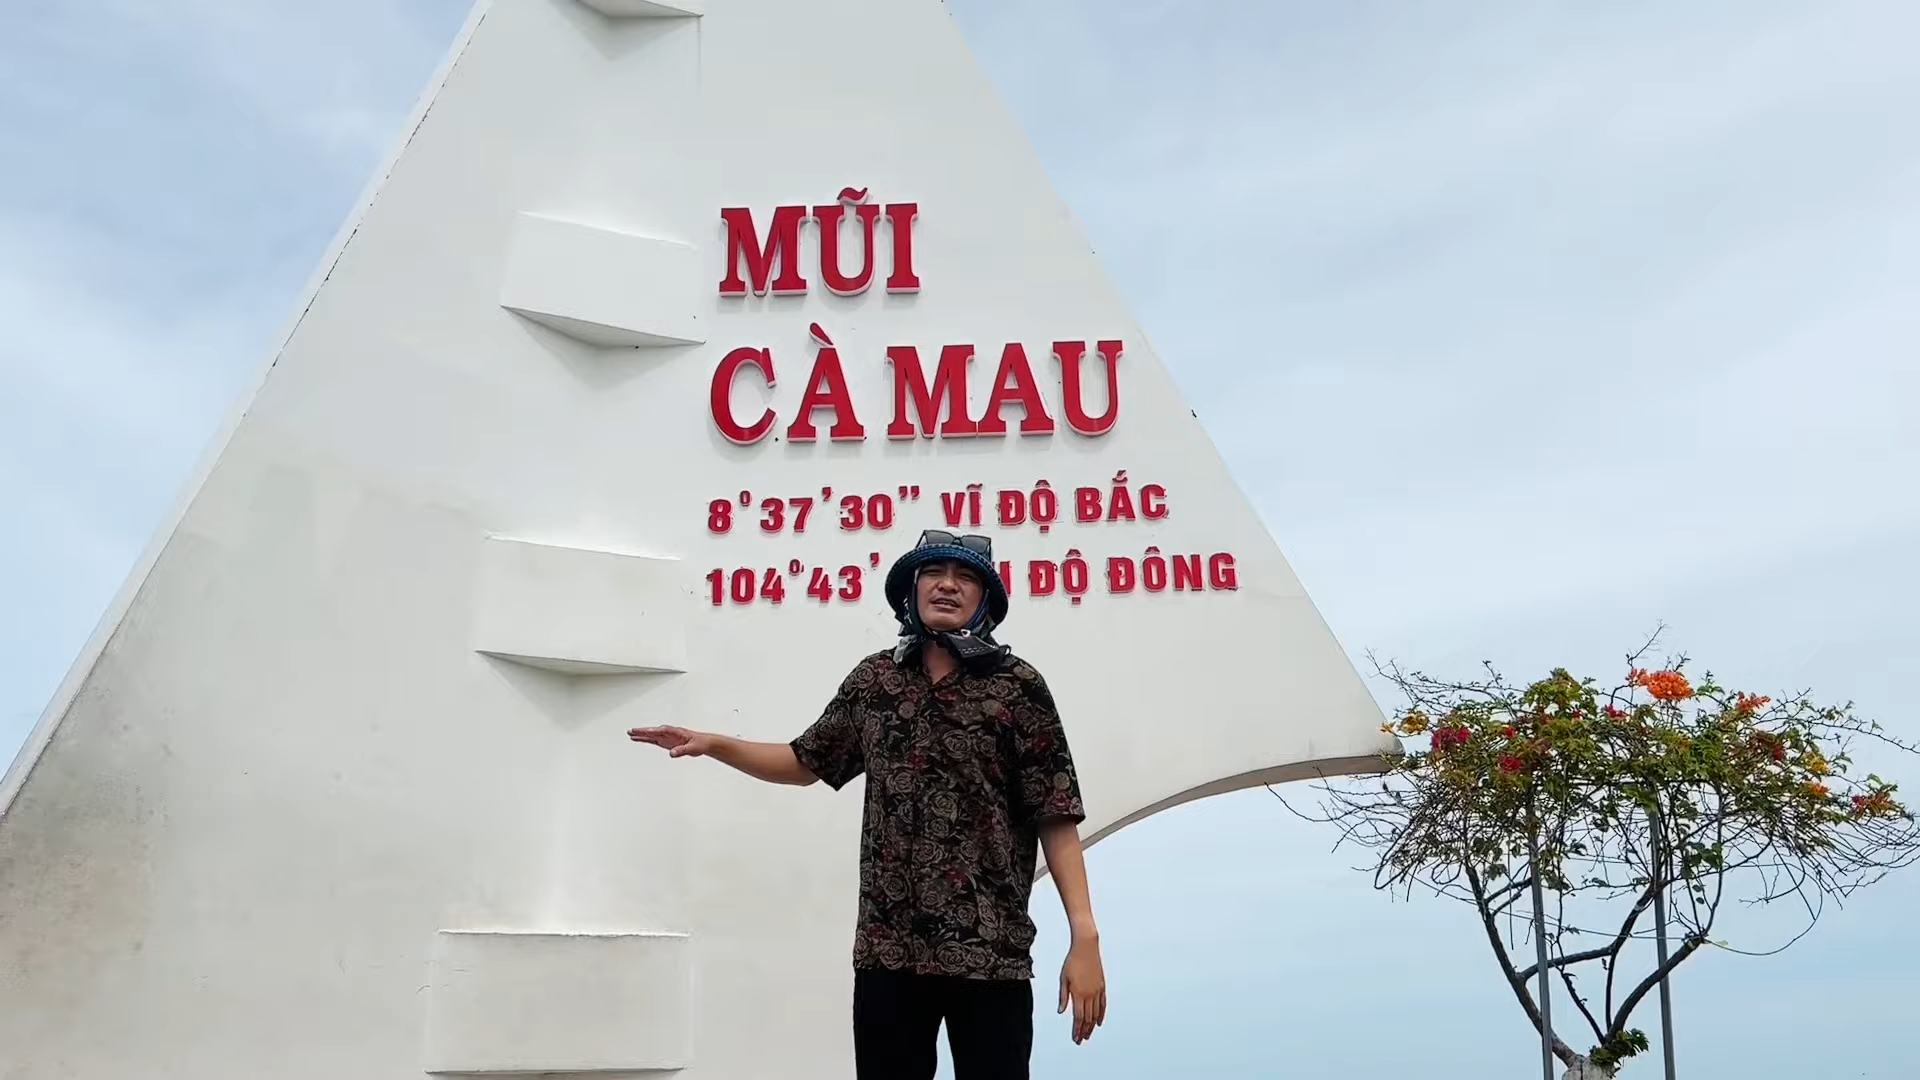 MŨI
CÀ MAU
8°37’30” VĨ ĐỘ BẮC
104°43’ ĐỘ ĐÔNG